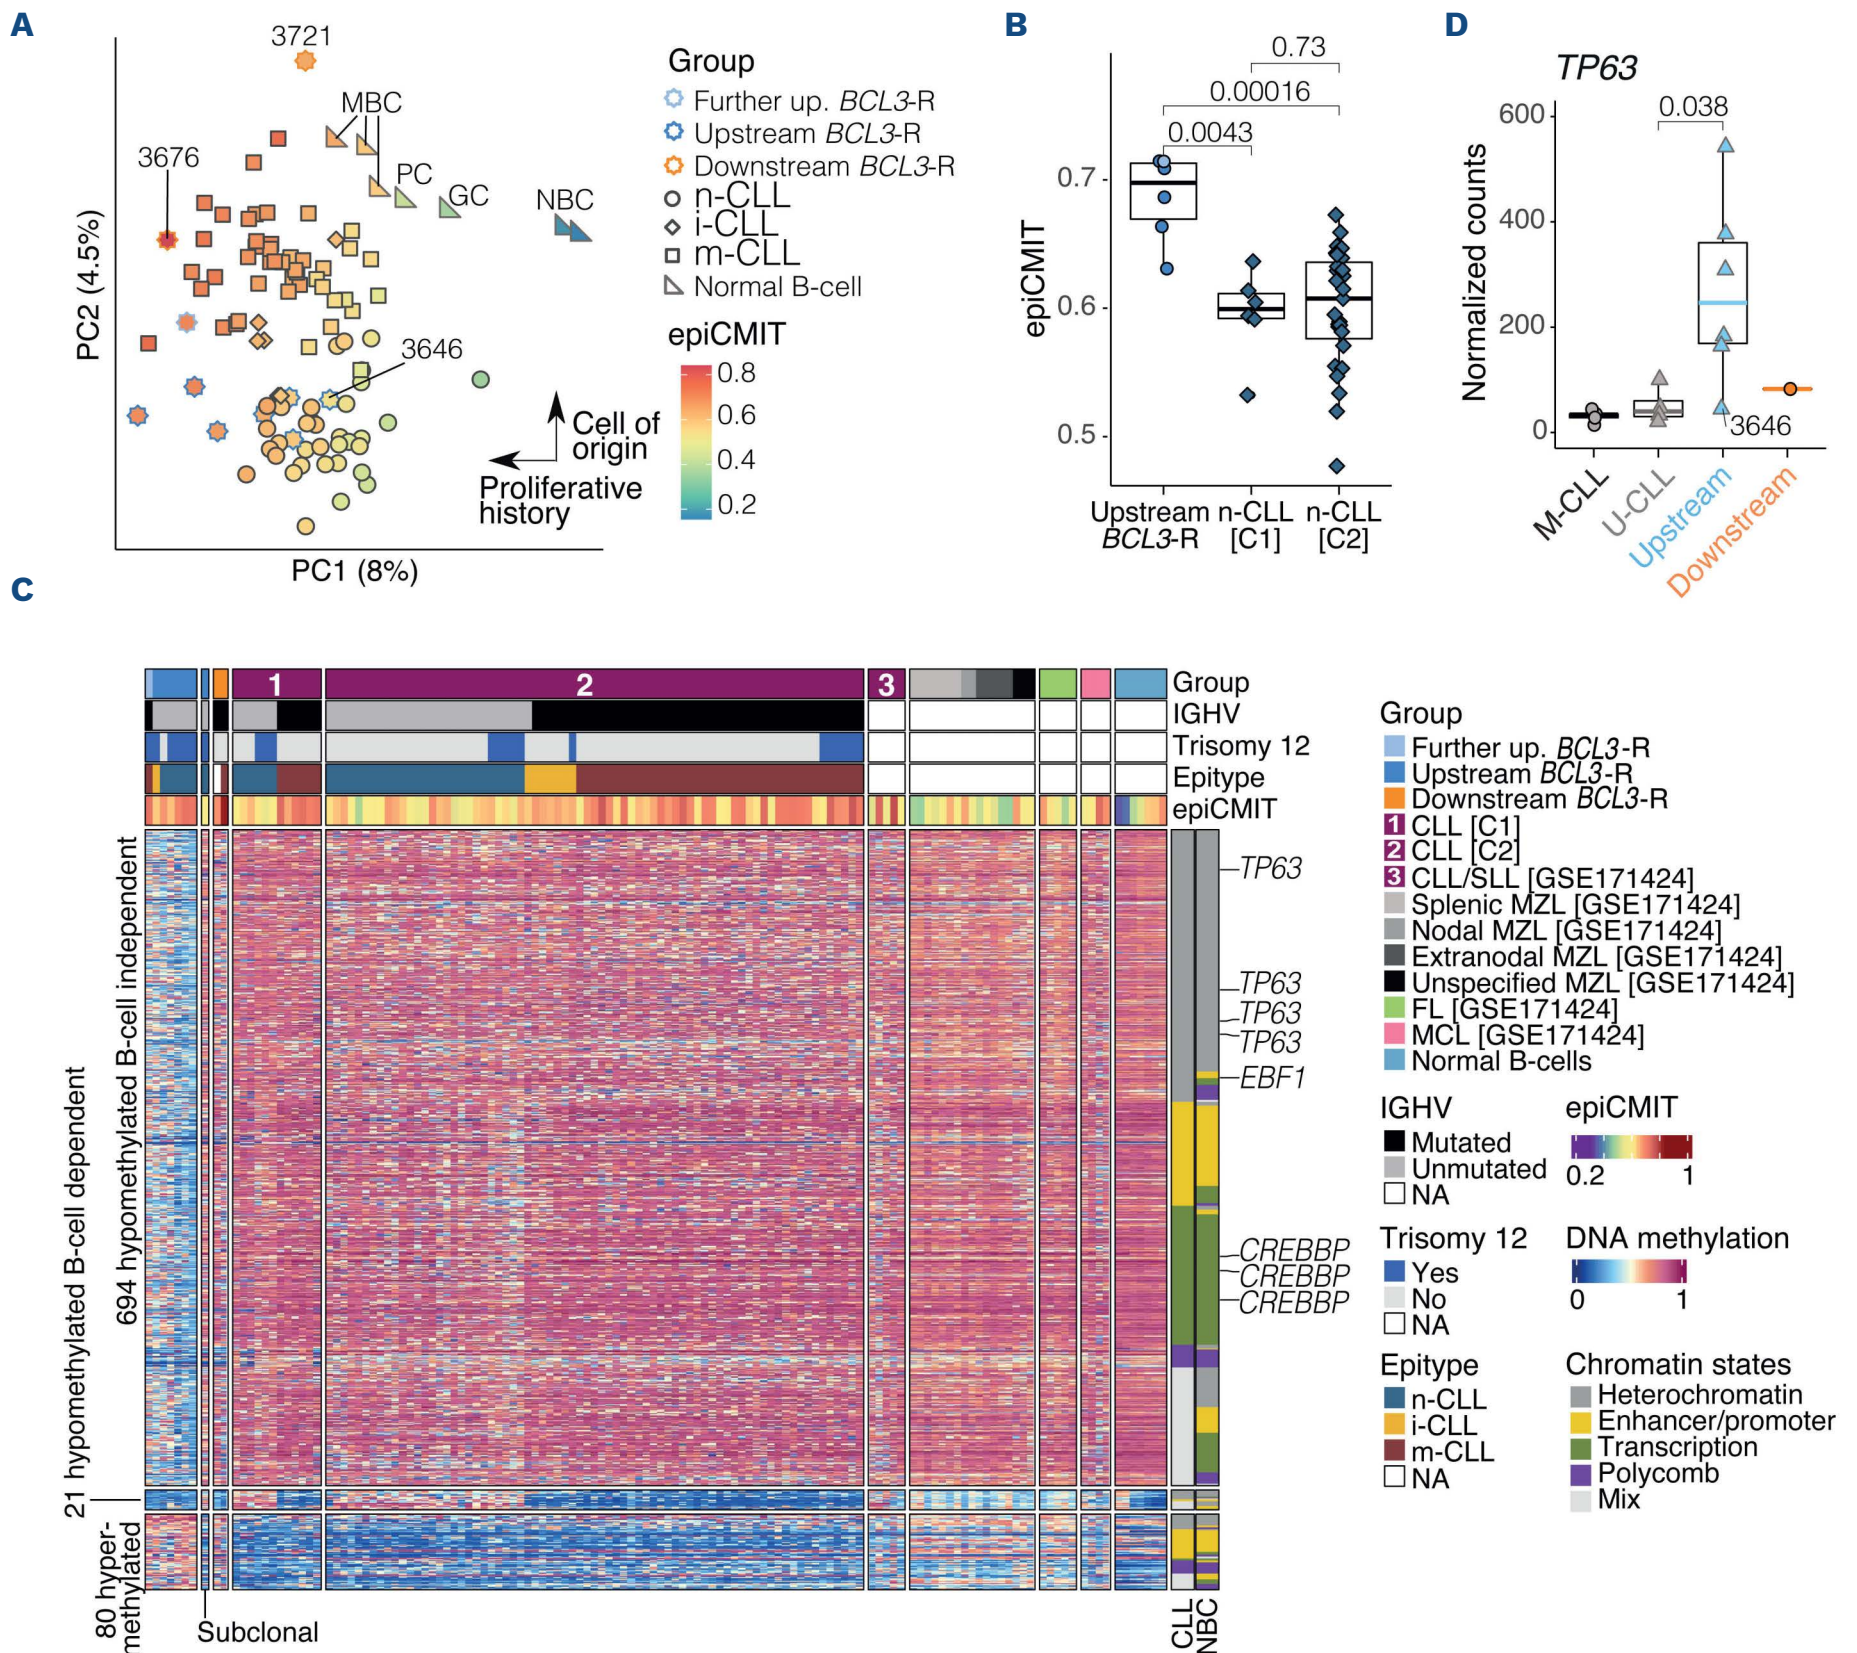 A
3721
MBC
3676
PC
GC
NBC
3646
Cell of
origin
Proliferative
history
PC2 (4.5%)
PC1 (8%)
Group
Further up. BCL3-R
Upstream BCL3-R
Downstream BCL3-R
n-CLL
i-CLL
m-CLL
Normal B-cell
epiCMIT
0.8
0.6
0.4
0.2
B
0.73
0.00016
0.0043
epiCMIT
0.7
0.6
0.5
Upstream
BCL3-R
n-CLL
[C1]
n-CLL
[C2]
D
TP63
0.038
Normalized counts
600
400
200
0
3646
M-CLL
U-CLL
Upstream
Downstream
C
1
2
3
Group
IGHV
Trisomy 12
Epitype
epiCMIT
694 hypomethylated B-cell independent
21 hypomethylated B-cell dependent
80 hyper-
methylated
Subclonal
TP63
TP63
TP63
TP63
EBF1
CREBBP
CREBBP
CREBBP
CLL
NBC
Group
Further up. BCL3-R
Upstream BCL3-R
Downstream BCL3-R
1 CLL [C1]
2 CLL [C2]
3 CLL/SLL [GSE171424]
Splenic MZL [GSE171424]
Nodal MZL [GSE171424]
Extranodal MZL [GSE171424]
Unspecified MZL [GSE171424]
FL [GSE171424]
MCL [GSE171424]
Normal B-cells
IGHV
Mutated
Unmutated
NA
epiCMIT
0.2 1
Trisomy 12
Yes
No
NA
DNA methylation
0 1
Epitype
n-CLL
i-CLL
m-CLL
NA
Chromatin states
Heterochromatin
Enhancer/promoter
Transcription
Polycomb
Mix